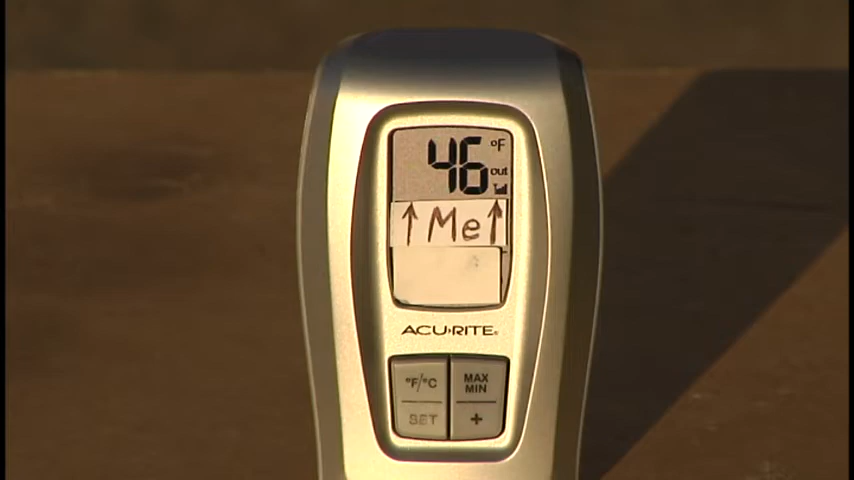 46 °F
out
↑ Me ↑
ACU RITE
°F/°C
SET
MAX
MIN
+